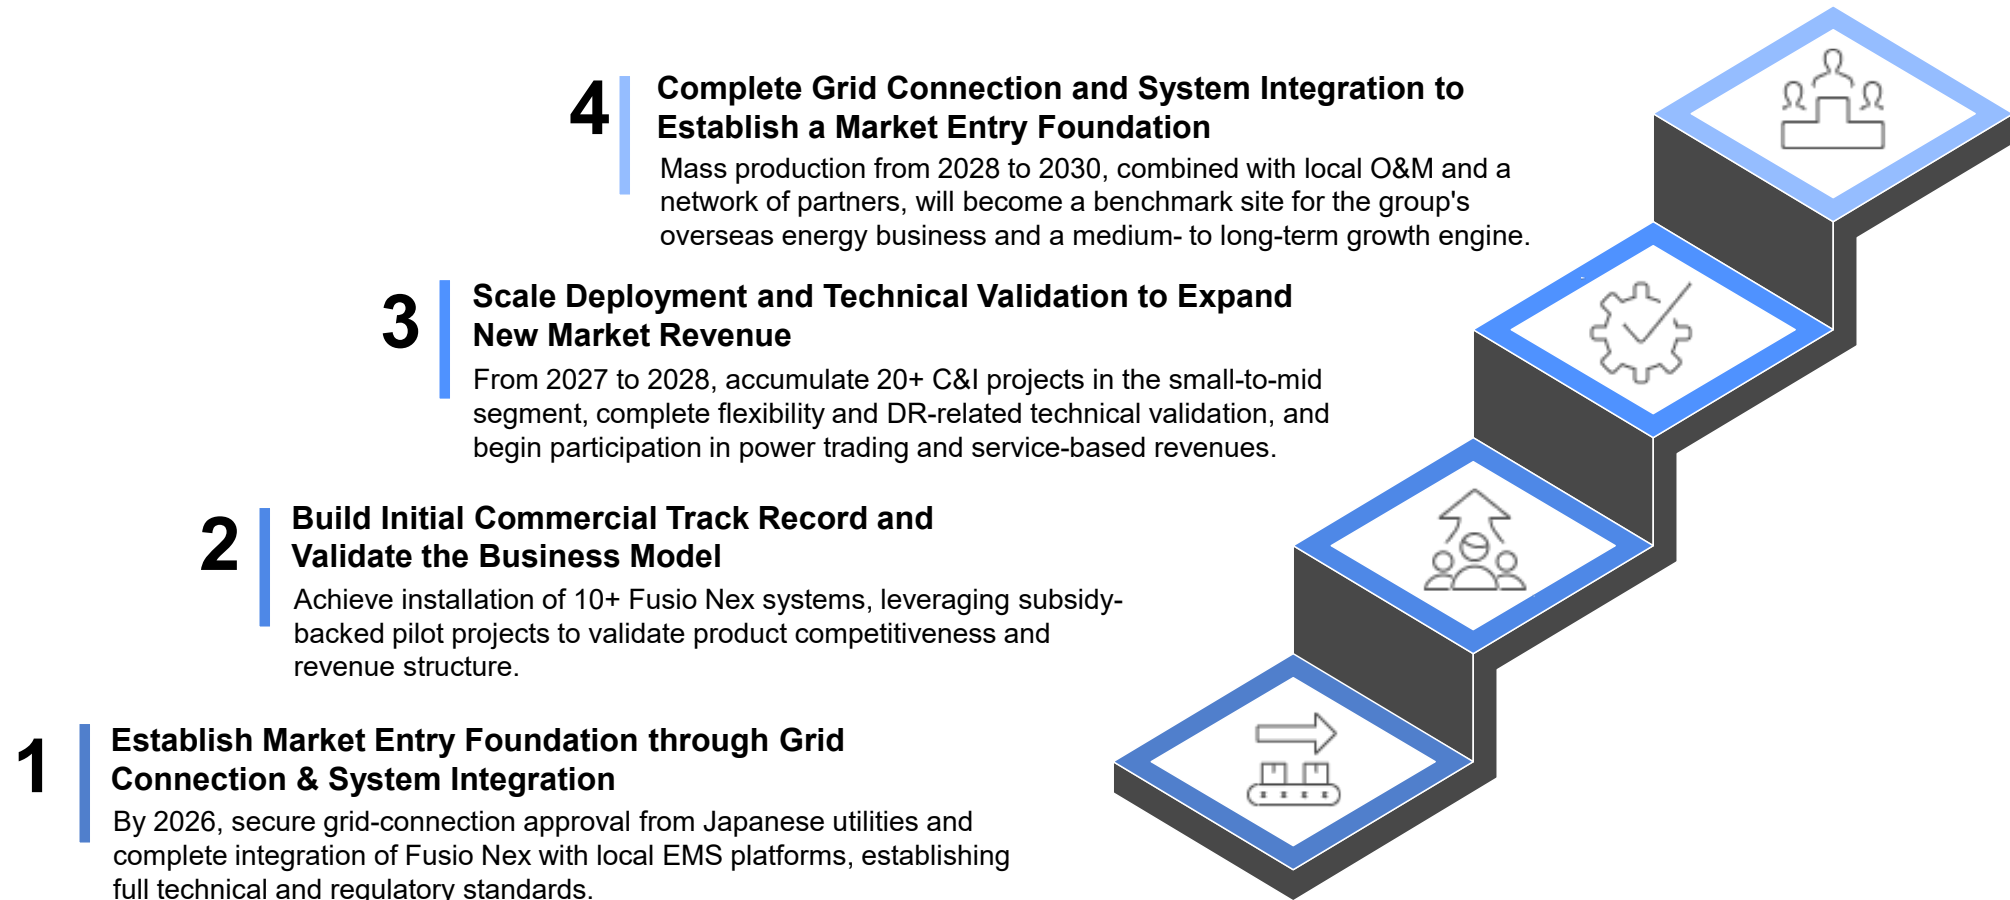 4
Complete Grid Connection and System Integration to
Establish a Market Entry Foundation
Mass production from 2028 to 2030, combined with local O&M and a
network of partners, will become a benchmark site for the group's
overseas energy business and a medium- to long-term growth engine.
3
Scale Deployment and Technical Validation to Expand
New Market Revenue
From 2027 to 2028, accumulate 20+ C&I projects in the small-to-mid
segment, complete flexibility and DR-related technical validation, and
begin participation in power trading and service-based revenues.
2
Build Initial Commercial Track Record and
Validate the Business Model
Achieve installation of 10+ Fusio Nex systems, leveraging subsidy-
backed pilot projects to validate product competitiveness and
revenue structure.
1
Establish Market Entry Foundation through Grid
Connection & System Integration
By 2026, secure grid-connection approval from Japanese utilities and
complete integration of Fusio Nex with local EMS platforms, establishing
full technical and regulatory standards.